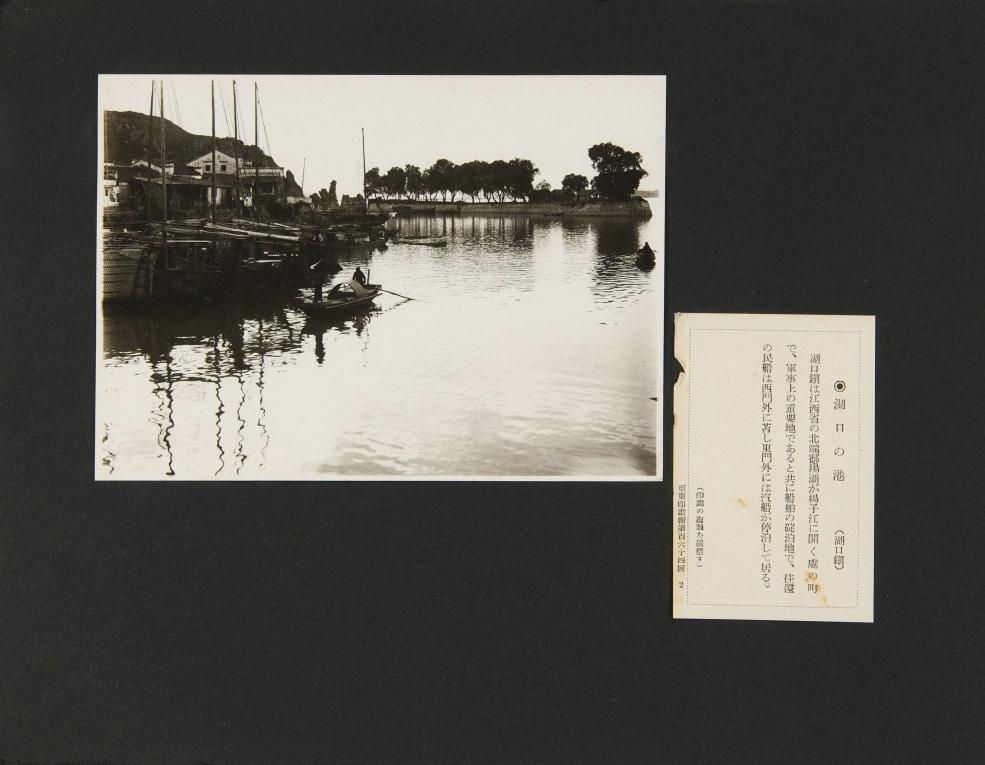 ◉湖口の港 (湖口鎭)
湖口鎭は江西省の北端鄱陽湖が楊子江に開く處の町
で、軍事上の重要地であると共に船舶の碇泊地で、往還
の民船は西門外に苫し東門外には汽船が停泊して居る。
(印畫の複製を嚴禁す)
亞東印畫輯第百六十四回 2